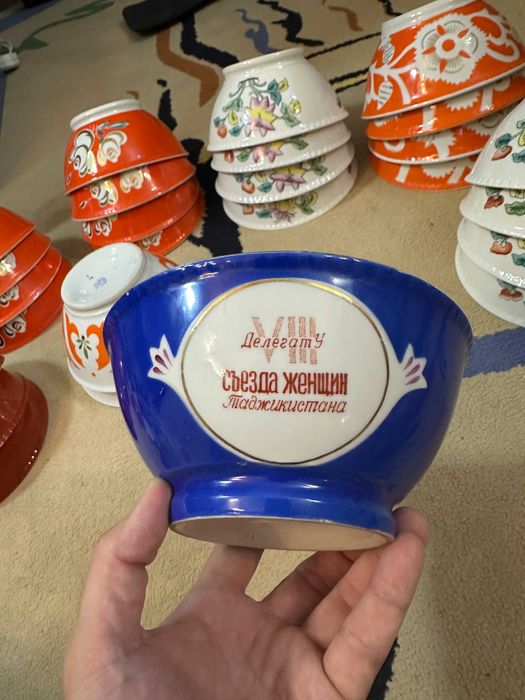 VIII
Делегату
съезда женщин
Таджикистана